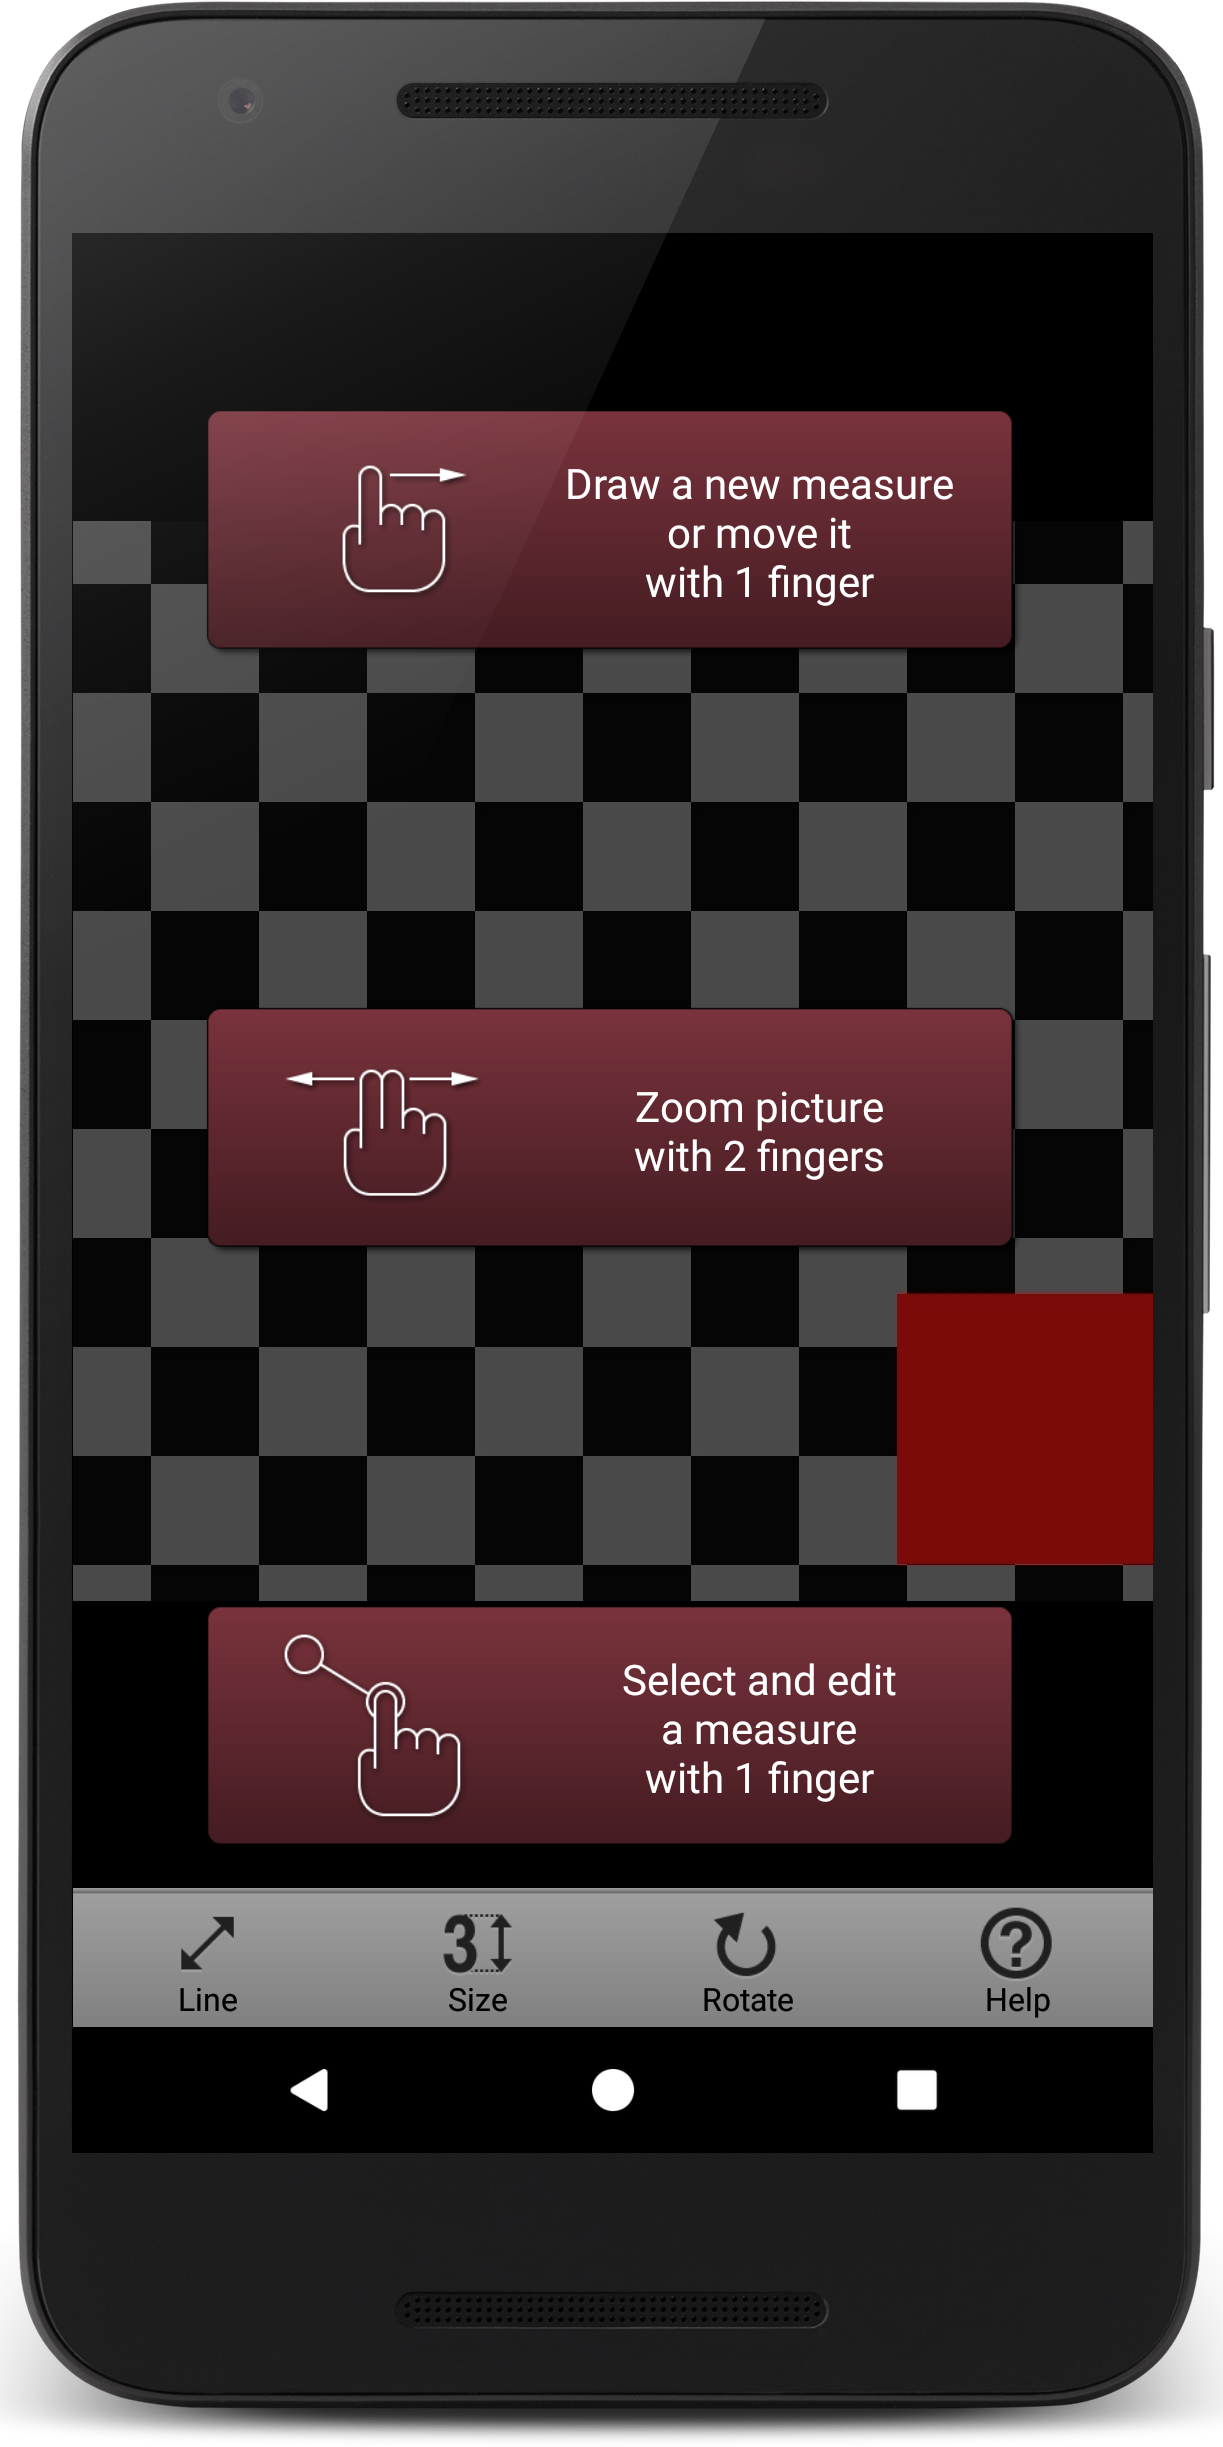 Draw a new measure
or move it
with 1 finger
Zoom picture
with 2 fingers
Select and edit
a measure
with 1 finger
3
?
Line
Size
Rotate
Help